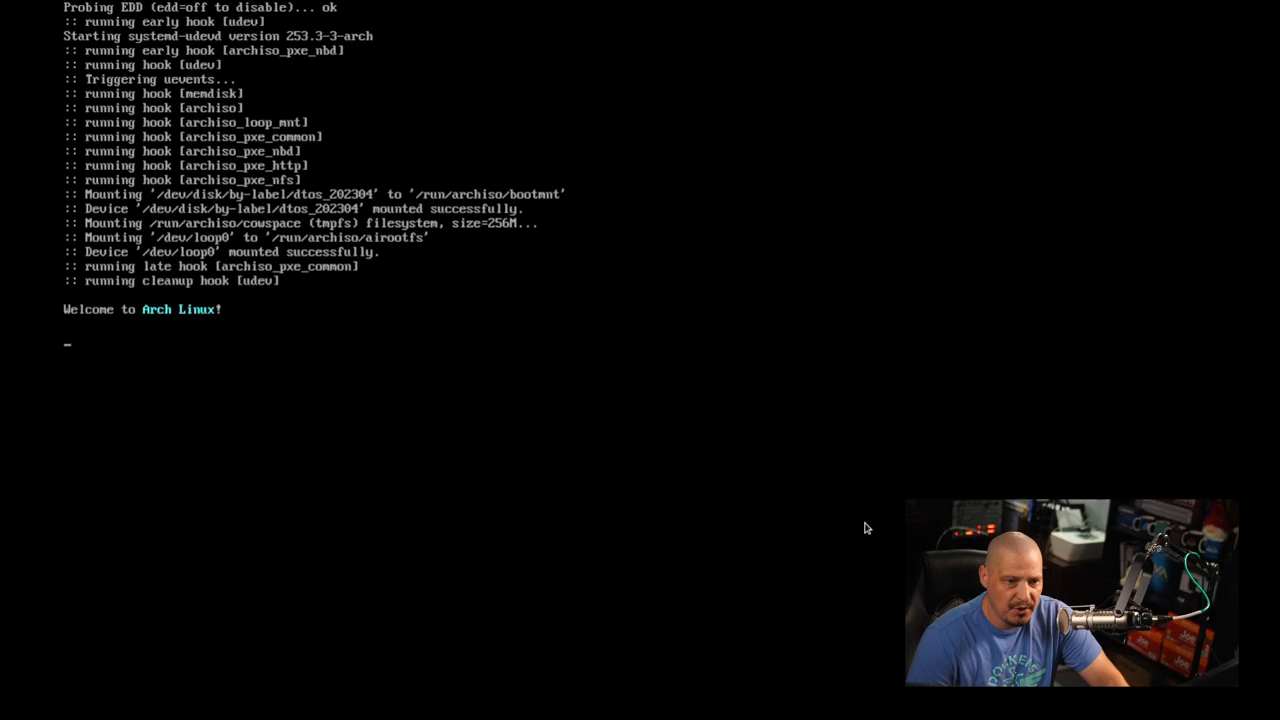 Probing EDD (edd=off to disable)... ok
:: running early hook [udev]
Starting systemd-udevd version 253.3-3-arch
:: running early hook [archiso_pxe_nbd]
:: running hook [udev]
:: Triggering uevents...
:: running hook [memdisk]
:: running hook [archiso]
:: running hook [archiso_loop_mnt]
:: running hook [archiso_pxe_common]
:: running hook [archiso_pxe_nbd]
:: running hook [archiso_pxe_http]
:: running hook [archiso_pxe_nfs]
:: Mounting '/dev/disk/by-label/dtos_202304' to '/run/archiso/bootmnt'
:: Device '/dev/disk/by-label/dtos_202304' mounted successfully.
:: Mounting /run/archiso/cowspace (tmpfs) filesystem, size=256M...
:: Mounting '/dev/loop0' to '/run/archiso/airootfs'
:: Device '/dev/loop0' mounted successfully.
:: running late hook [archiso_pxe_common]
:: running cleanup hook [udev]
Welcome to Arch Linux!
_